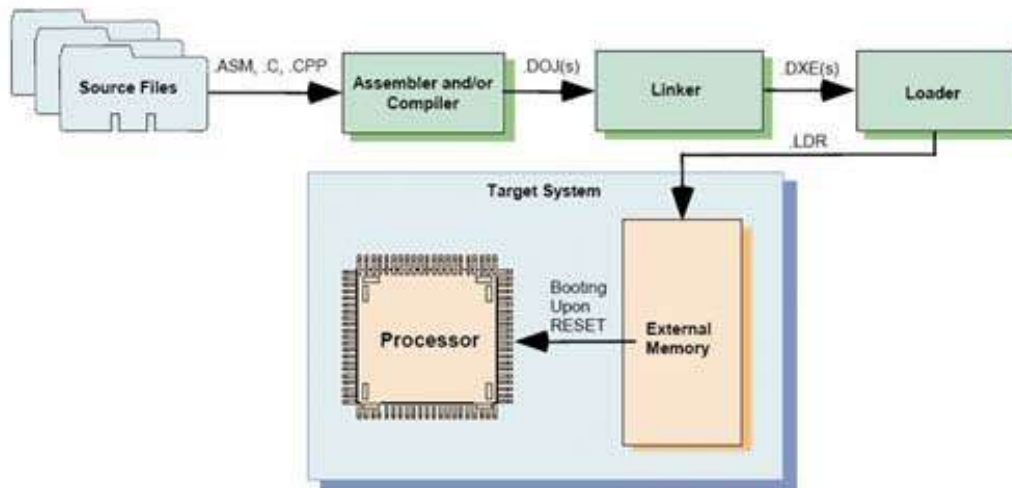 Source Files
.ASM, .C, .CPP
Assembler and/or
Compiler
.DOJ(s)
Linker
.DXE(s)
Loader
.LDR
Target System
Processor
Booting
Upon
RESET
External
Memory